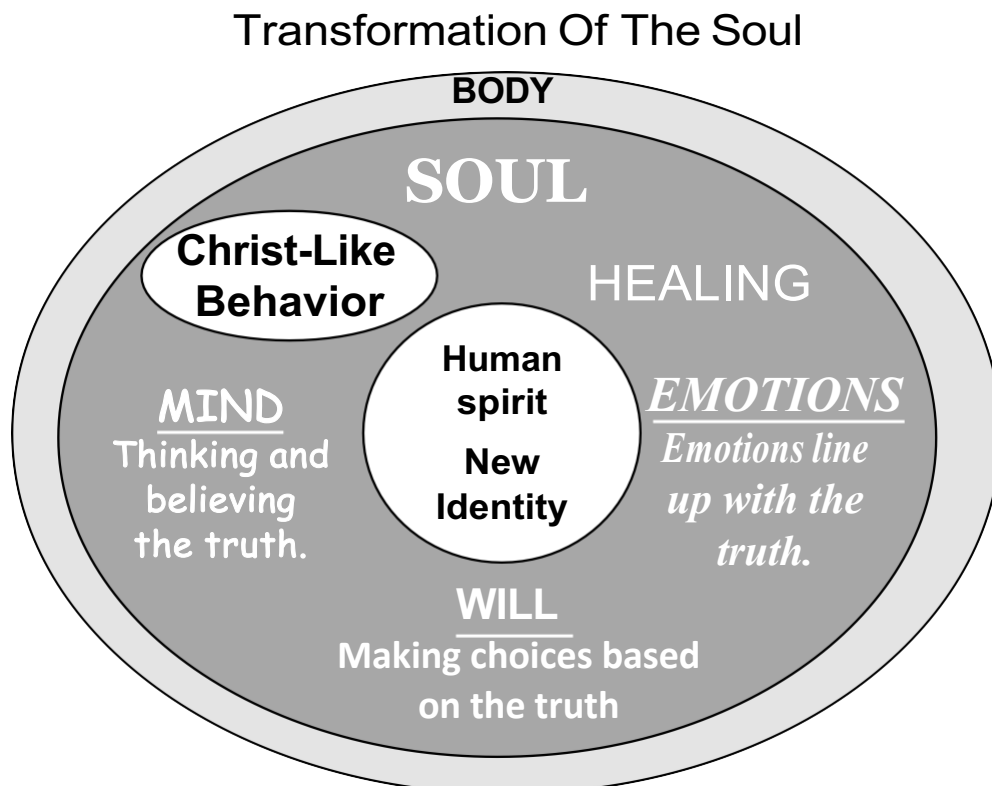 Transformation Of The Soul
BODY
SOUL
Christ-Like
Behavior
HEALING
Human
spirit
New
Identity
MIND
Thinking and
believing
the truth.
EMOTIONS
Emotions line
up with the
truth.
WILL
Making choices based
on the truth